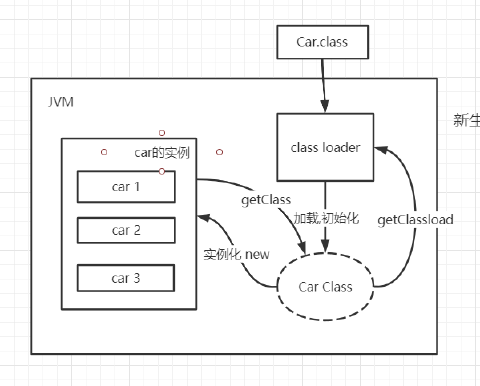 Car.class
JVM
新生
class loader
car的实例
car 1
getClass
加载,初始化
getClassload
car 2
实例化 new
car 3
Car Class